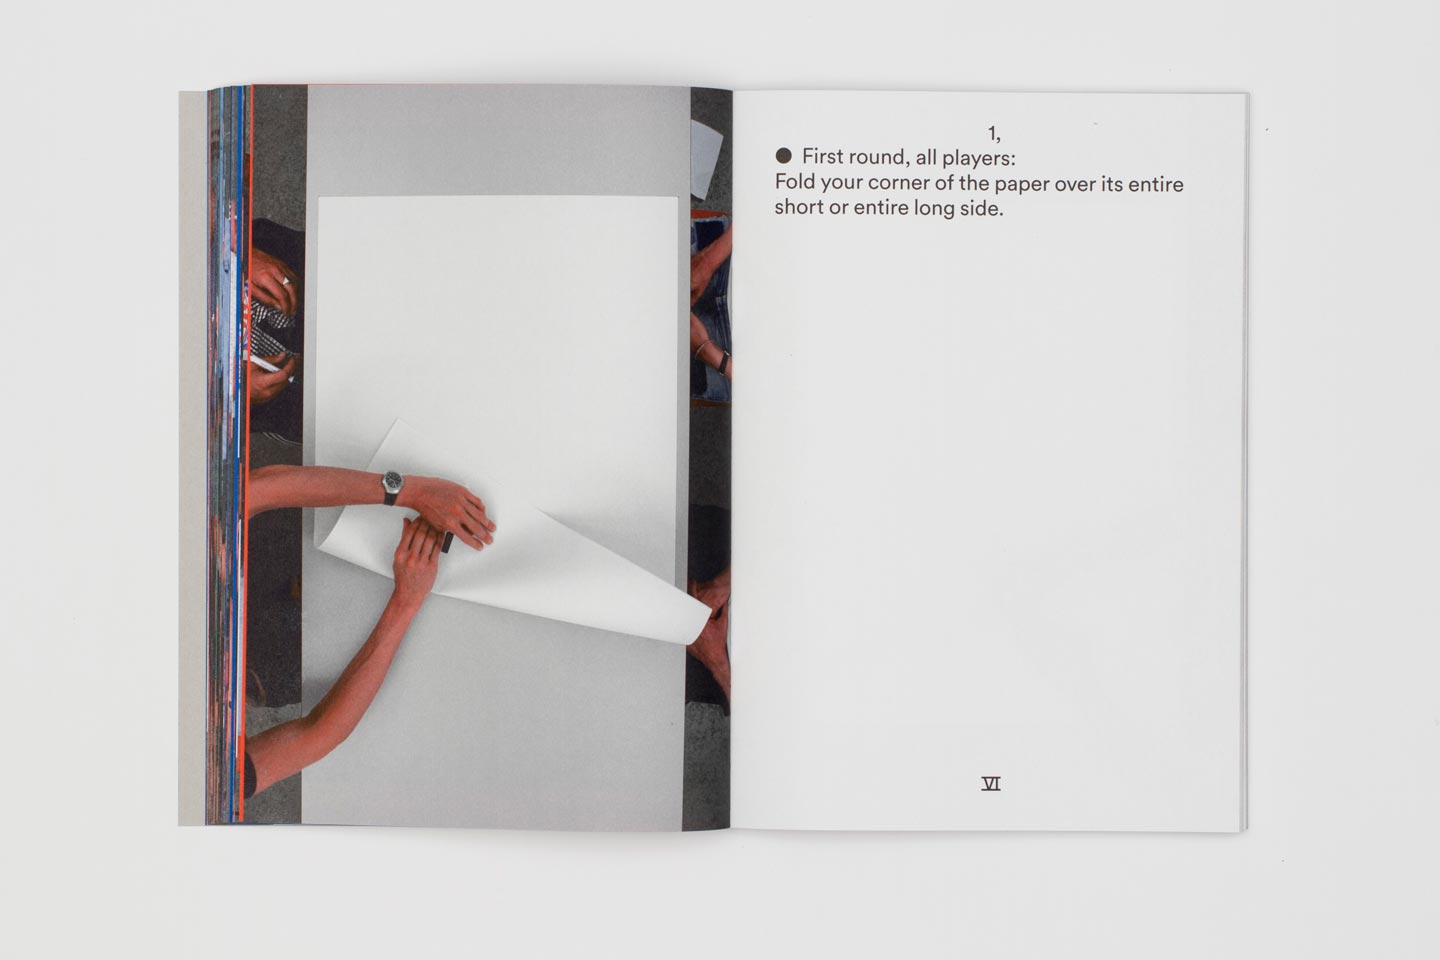 1,
● First round, all players:
Fold your corner of the paper over its entire
short or entire long side.
VI